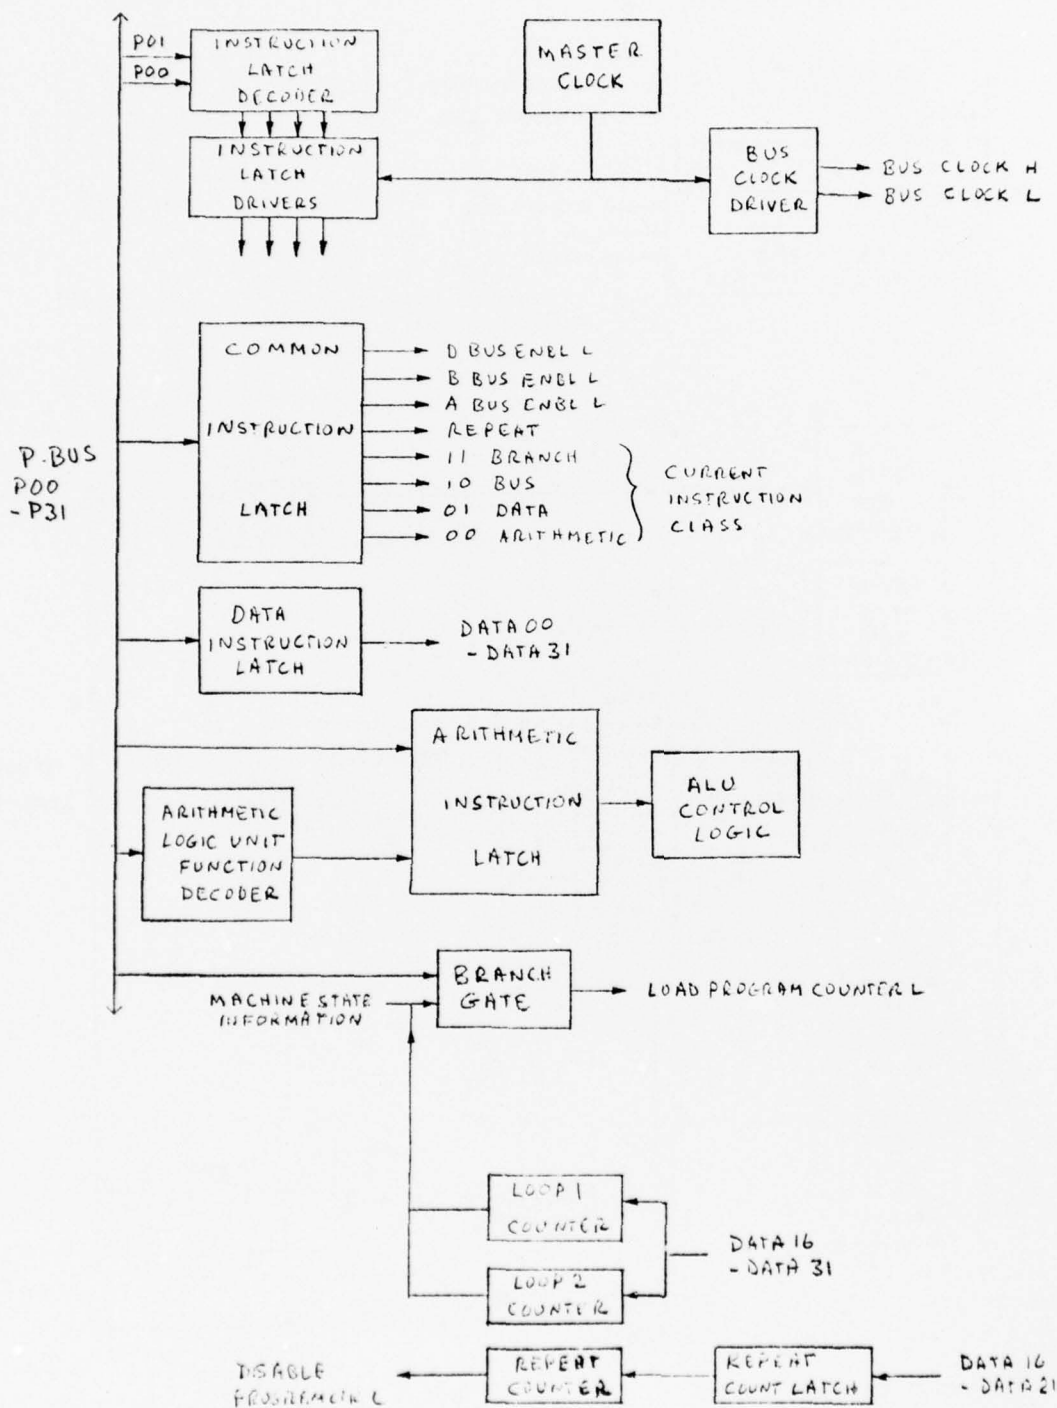 P01
P00
INSTRUCTION
LATCH
DECODER
MASTER
CLOCK
INSTRUCTION
LATCH
DRIVERS
BUS
CLOCK
DRIVER
BUS CLOCK H
BUS CLOCK L
P.BUS
P00
- P31
COMMON
INSTRUCTION
LATCH
D BUS ENBL L
B BUS ENBL L
A BUS ENBL L
REPEAT
11 BRANCH
10 BUS
01 DATA
00 ARITHMETIC
CURRENT
INSTRUCTION
CLASS
DATA
INSTRUCTION
LATCH
DATA 00
- DATA 31
ARITHMETIC
INSTRUCTION
LATCH
ALU
CONTROL
LOGIC
ARITHMETIC
LOGIC UNIT
FUNCTION
DECODER
MACHINE STATE
INFORMATION
BRANCH
GATE
LOAD PROGRAM COUNTER L
LOOP 1
COUNTER
LOOP 2
COUNTER
DATA 16
- DATA 31
DISABLE
REPEAT
COUNTER
REPEAT
COUNT LATCH
DATA 16
- DATA 21